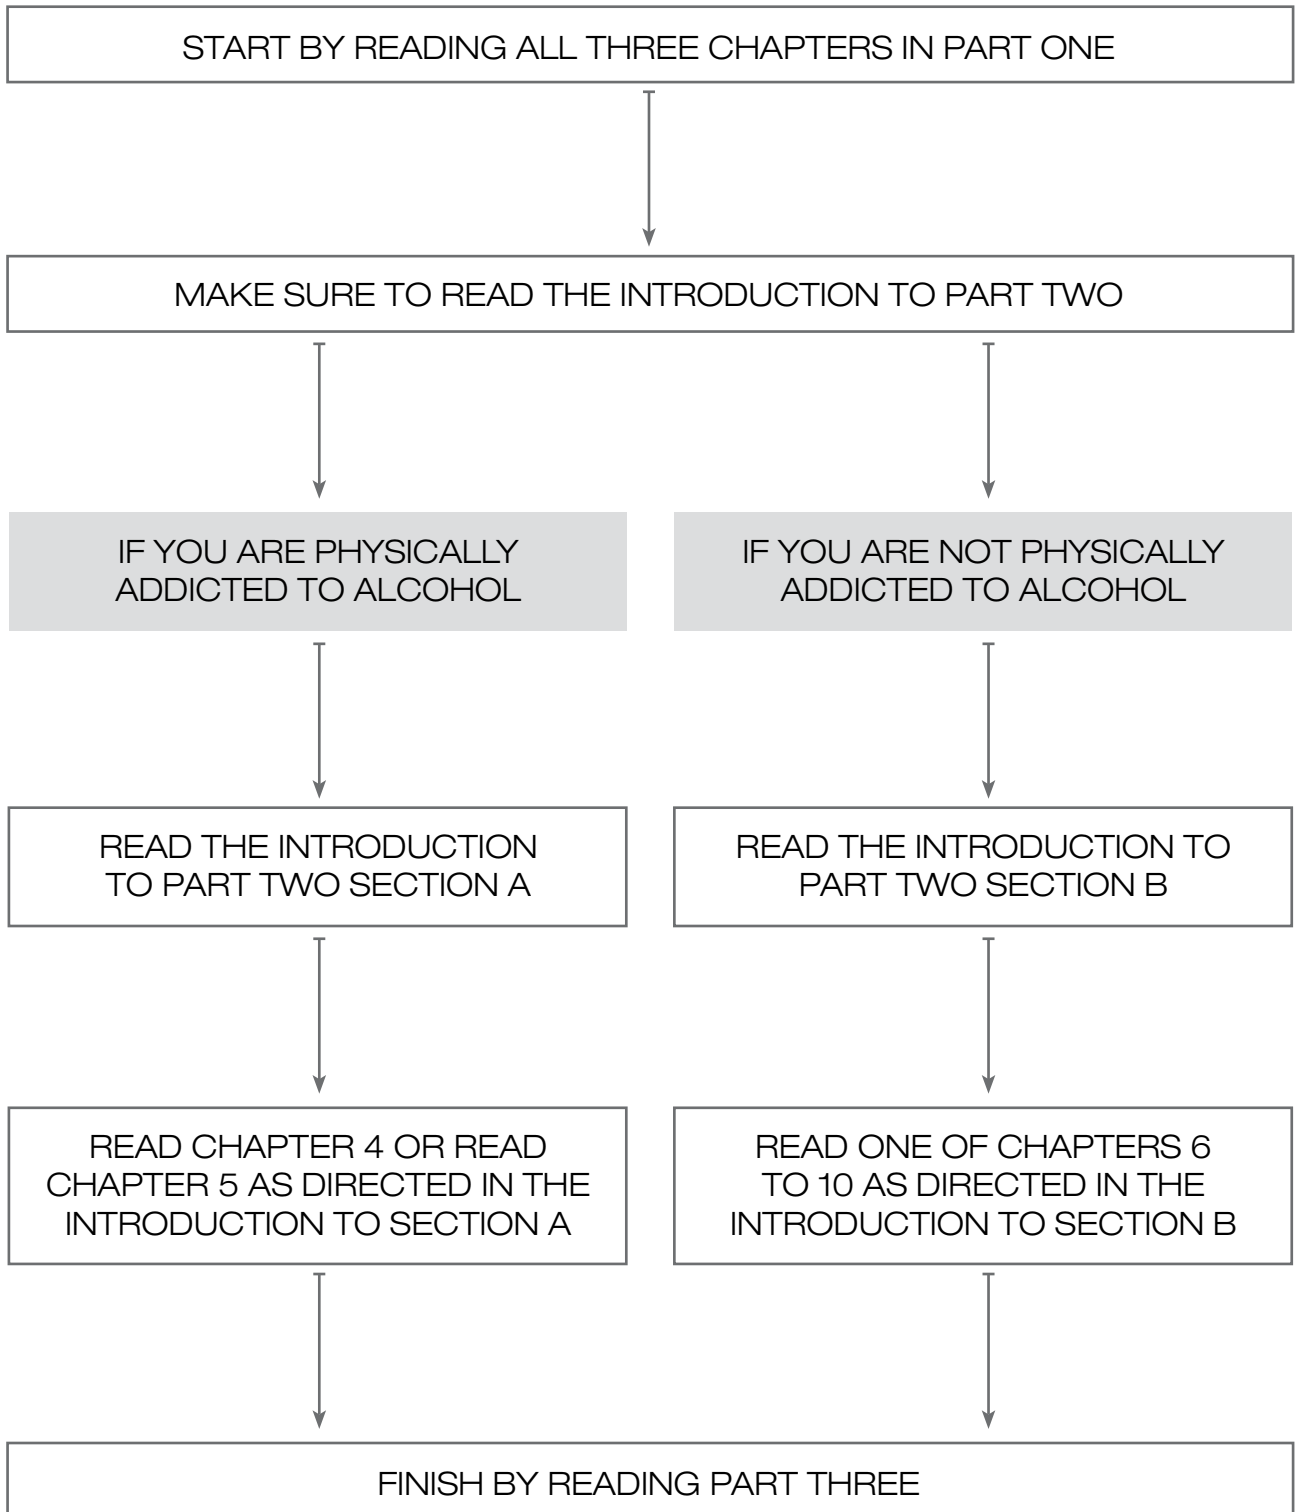 START BY READING ALL THREE CHAPTERS IN PART ONE
MAKE SURE TO READ THE INTRODUCTION TO PART TWO
IF YOU ARE PHYSICALLY
ADDICTED TO ALCOHOL
IF YOU ARE NOT PHYSICALLY
ADDICTED TO ALCOHOL
READ THE INTRODUCTION
TO PART TWO SECTION A
READ THE INTRODUCTION TO
PART TWO SECTION B
READ CHAPTER 4 OR READ
CHAPTER 5 AS DIRECTED IN THE
INTRODUCTION TO SECTION A
READ ONE OF CHAPTERS 6
TO 10 AS DIRECTED IN THE
INTRODUCTION TO SECTION B
FINISH BY READING PART THREE